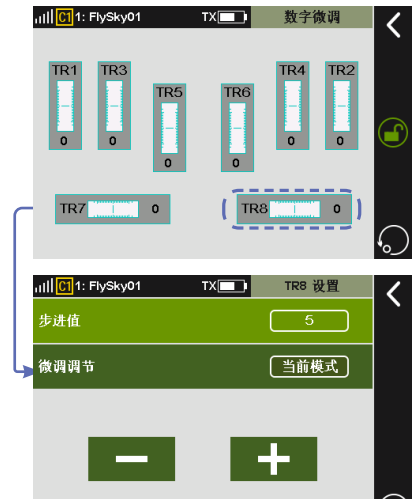 C1 1: FlySky01 TX 数字微调
TR1 TR3 TR4 TR2
TR5 TR6
0 0 0 0
0 0
TR7 0 TR8 0
C1 1: FlySky01 TX TR8 设置
步进值 5
微调调节 当前模式